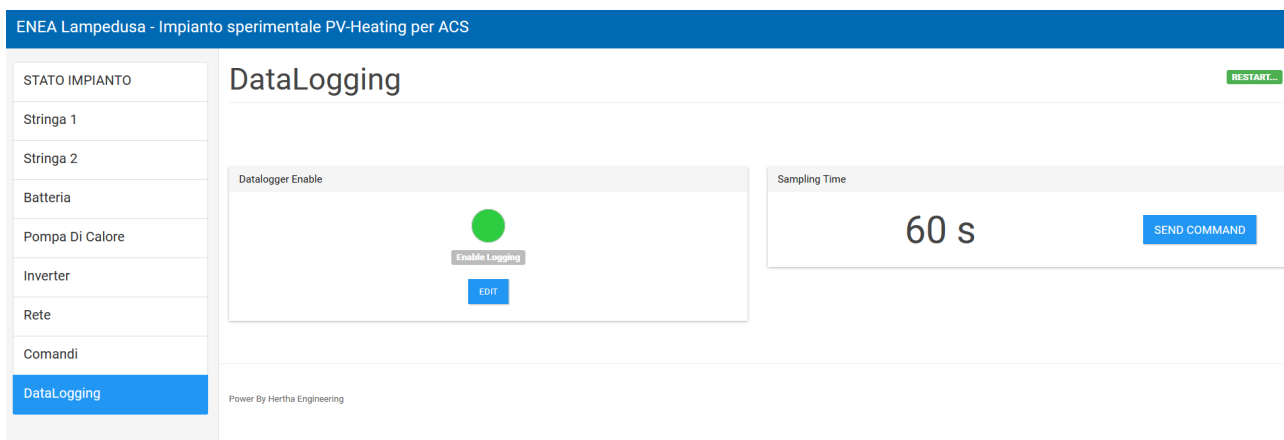 ENEA Lampedusa - Impianto sperimentale PV-Heating per ACS
STATO IMPIANTO
Stringa 1
Stringa 2
Batteria
Pompa Di Calore
Inverter
Rete
Comandi
DataLogging
DataLogging
RESTART...
Datalogger Enable
Enable Logging
EDIT
Sampling Time
60 s
SEND COMMAND
Power By Hertha Engineering